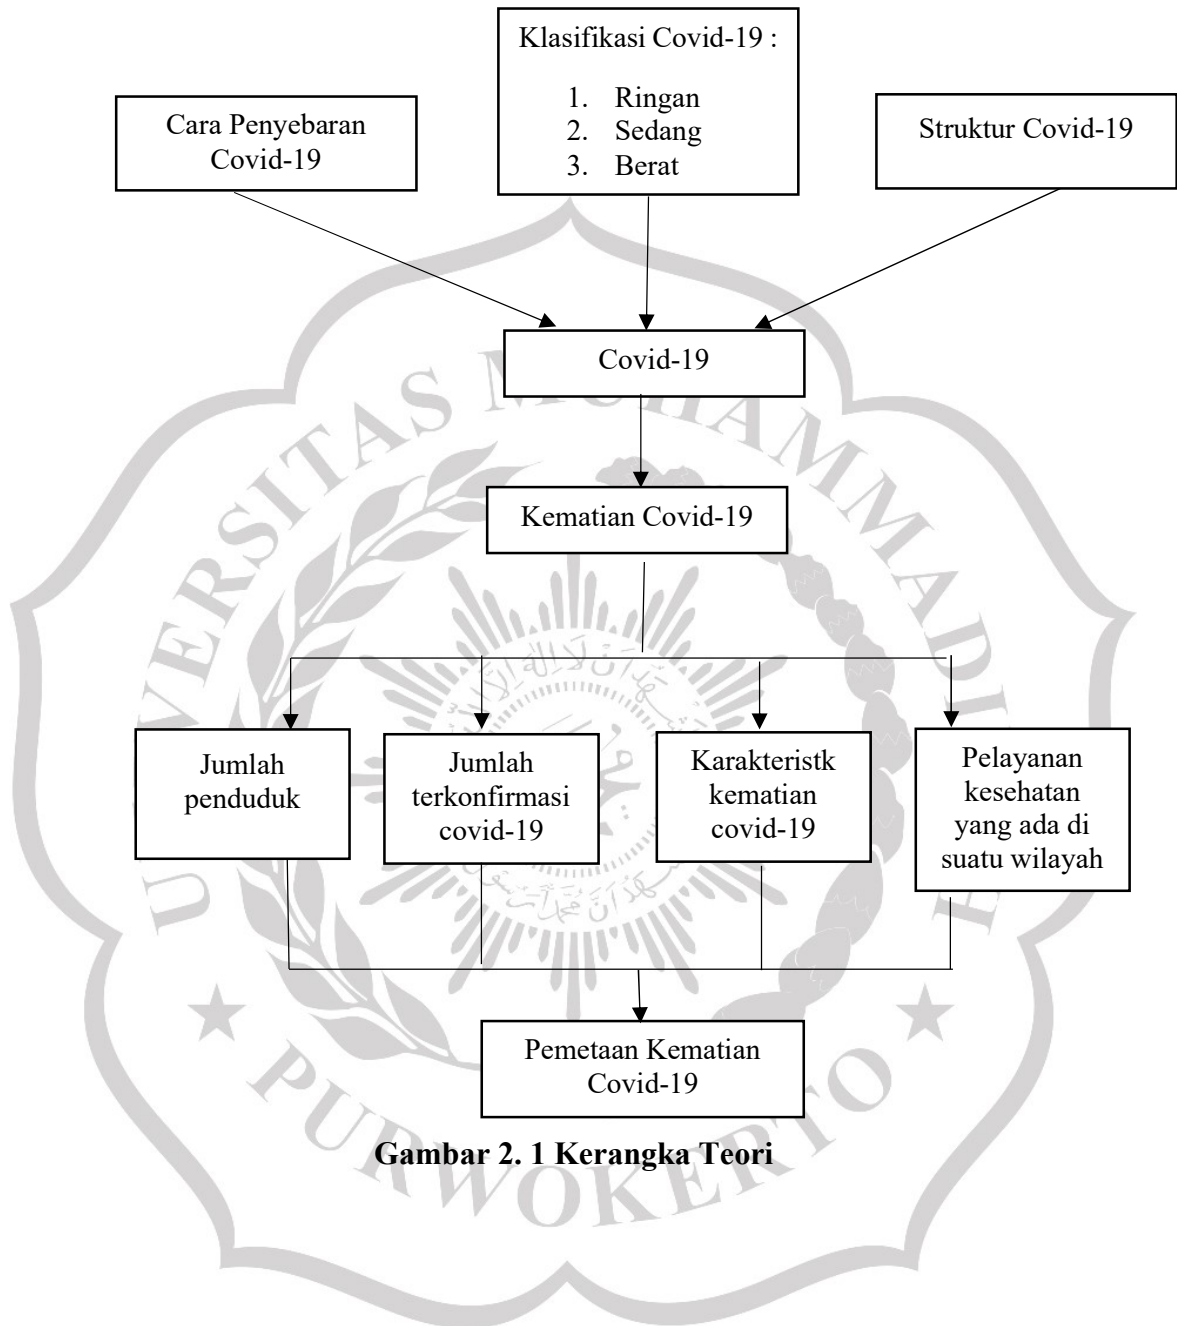 Klasifikasi Covid-19 :
1. Ringan
2. Sedang
3. Berat
Cara Penyebaran
Covid-19
Struktur Covid-19
Covid-19
Kematian Covid-19
Jumlah
penduduk
Jumlah
terkonfirmasi
covid-19
Karakteristk
kematian
covid-19
Pelayanan
kesehatan
yang ada di
suatu wilayah
Pemetaan Kematian
Covid-19
Gambar 2. 1 Kerangka Teori
PURWOKERTO